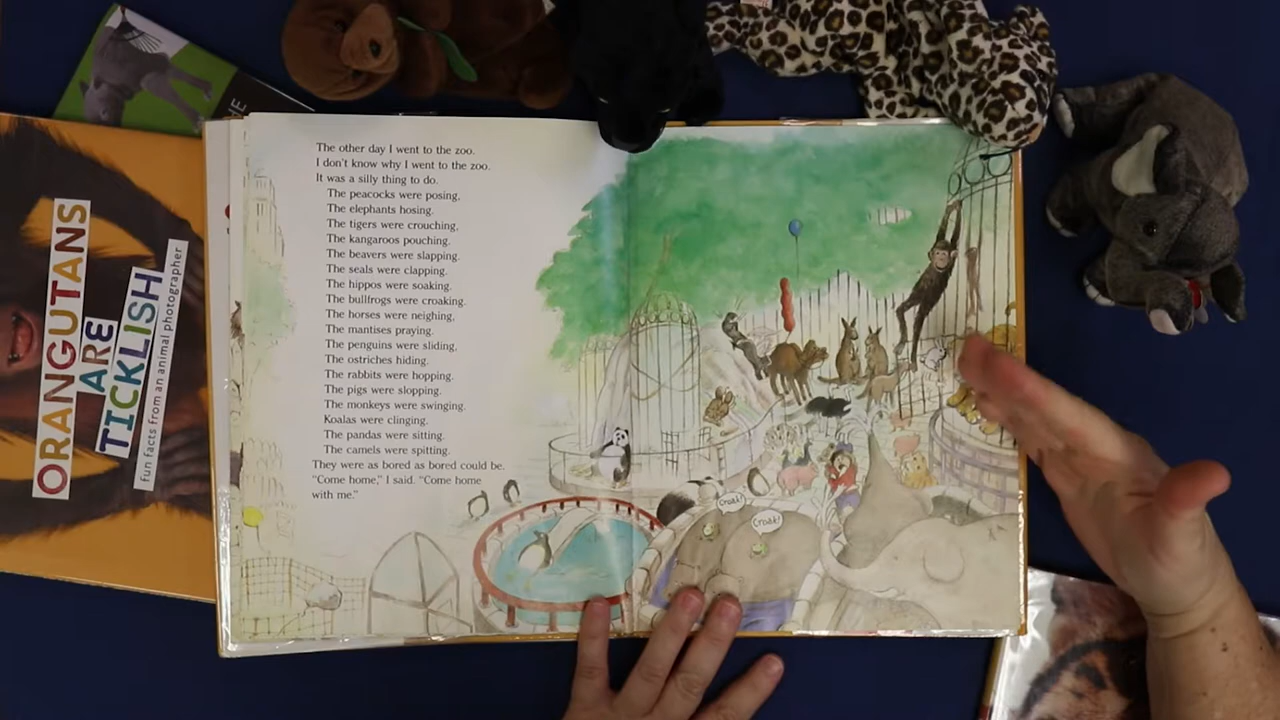 ORANGUTANS
ARE
TICKLISH
fun facts from an animal photographer
The other day I went to the zoo.
I don't know why I went to the zoo.
It was a silly thing to do.
The peacocks were posing,
The elephants hosing.
The tigers were crouching,
The kangaroos pouching.
The beavers were slapping.
The seals were clapping.
The hippos were soaking.
The bullfrogs were croaking.
The horses were neighing,
The mantises praying.
The penguins were sliding,
The ostriches hiding.
The rabbits were hopping.
The pigs were slopping.
The monkeys were swinging.
Koalas were clinging.
The pandas were sitting.
The camels were spitting.
They were as bored as bored could be.
"Come home," I said. "Come home
with me."
Croak!
Croak!